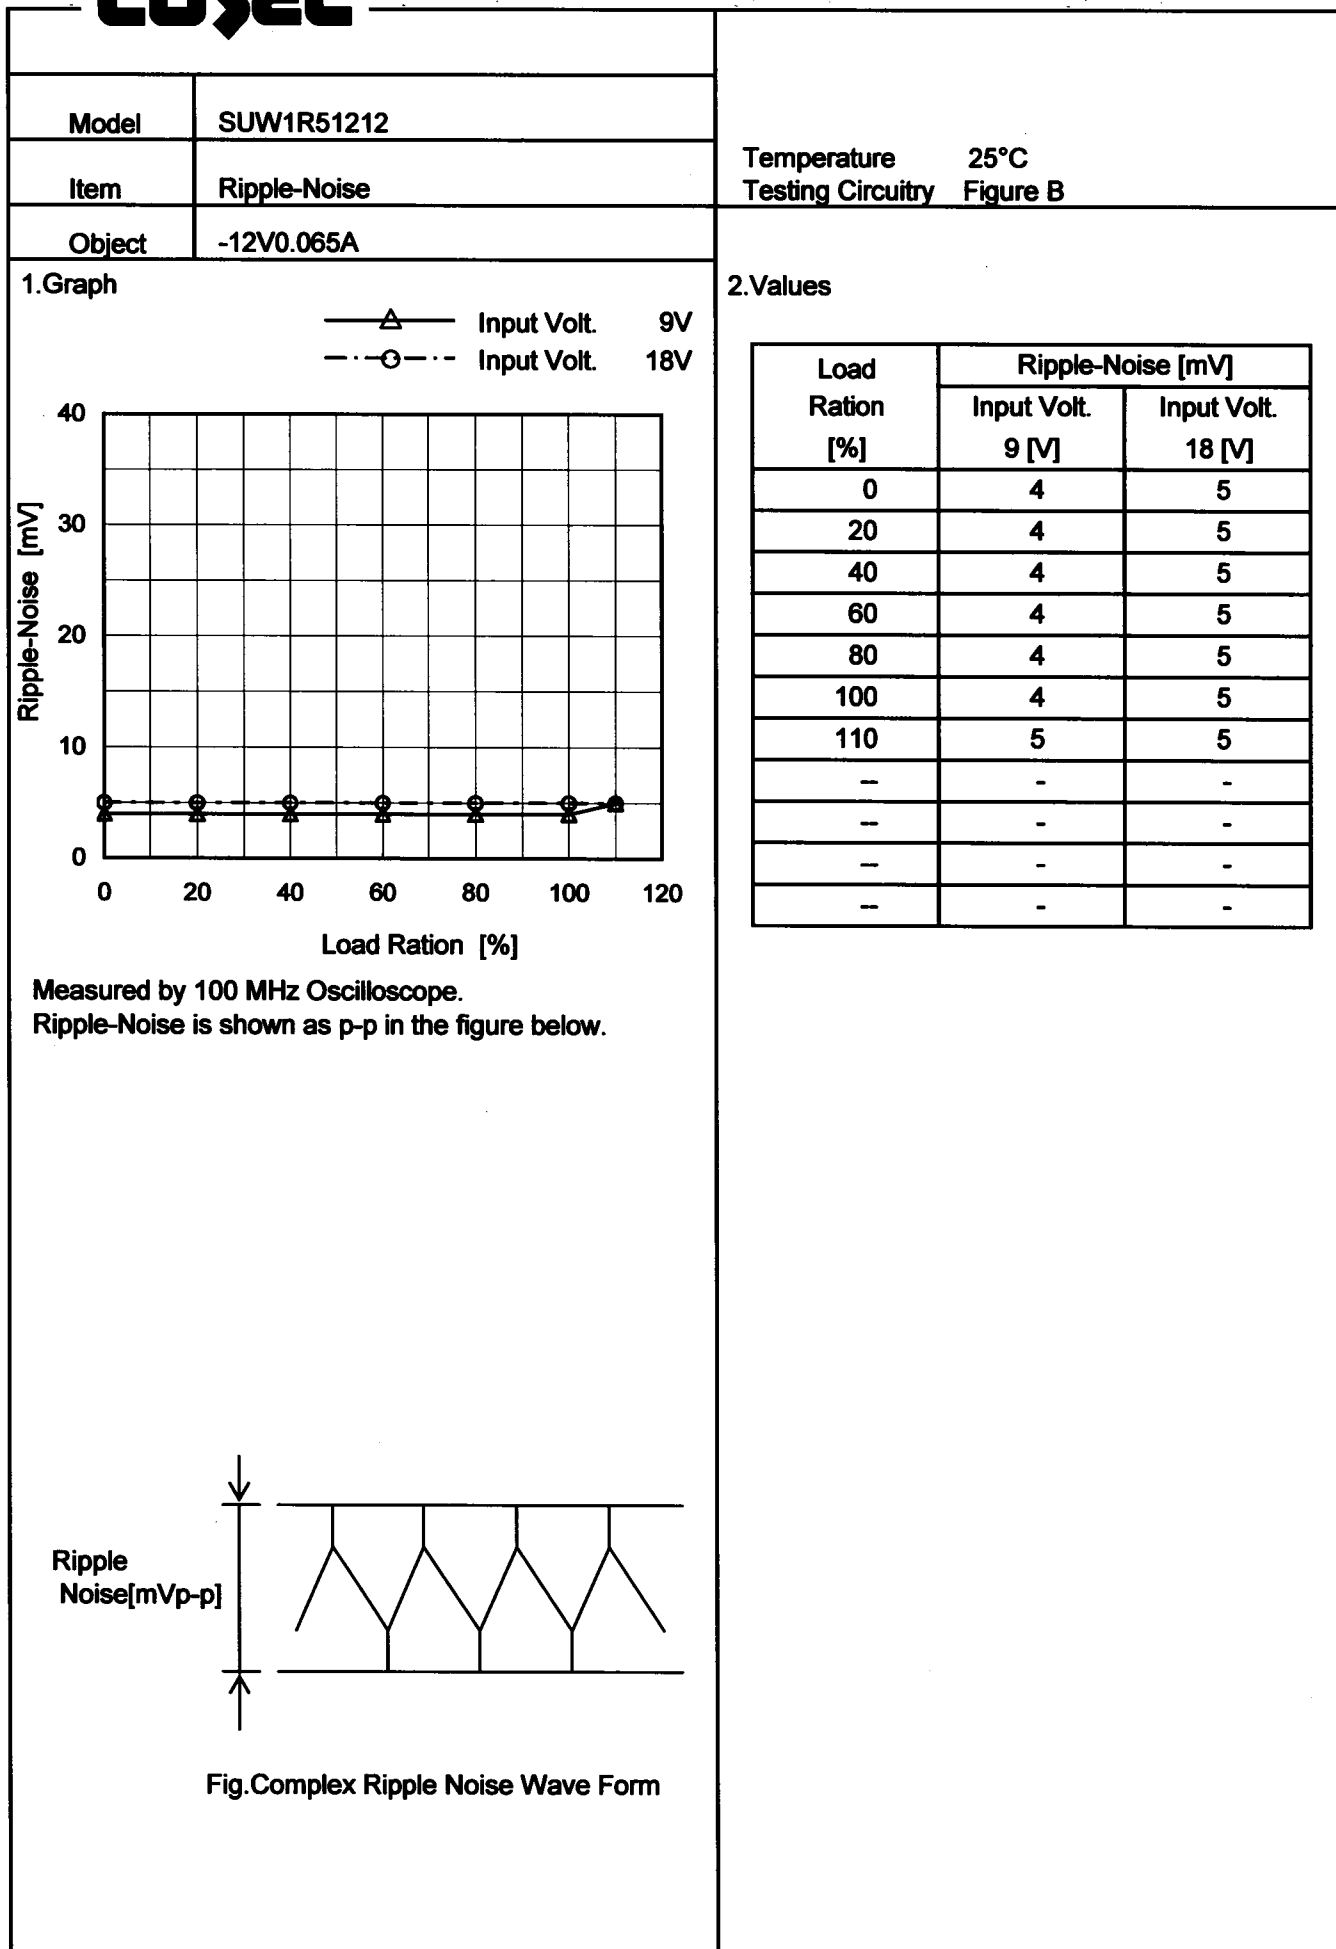 COSEL
Model SUW1R51212
Item Ripple-Noise
Object -12V0.065A
Temperature 25°C
Testing Circuitry Figure B
1.Graph
Input Volt. 9V
Input Volt. 18V
40
30
20
10
0
Ripple-Noise [mV]
0 20 40 60 80 100 120
Load Ration [%]
Measured by 100 MHz Oscilloscope.
Ripple-Noise is shown as p-p in the figure below.
Ripple
Noise[mVp-p]
Fig.Complex Ripple Noise Wave Form
2.Values
Load Ripple-Noise [mV]
Ration Input Volt. Input Volt.
[%] 9 [V] 18 [V]
0 4 5
20 4 5
40 4 5
60 4 5
80 4 5
100 4 5
110 5 5
-- - -
-- - -
-- - -
-- - -